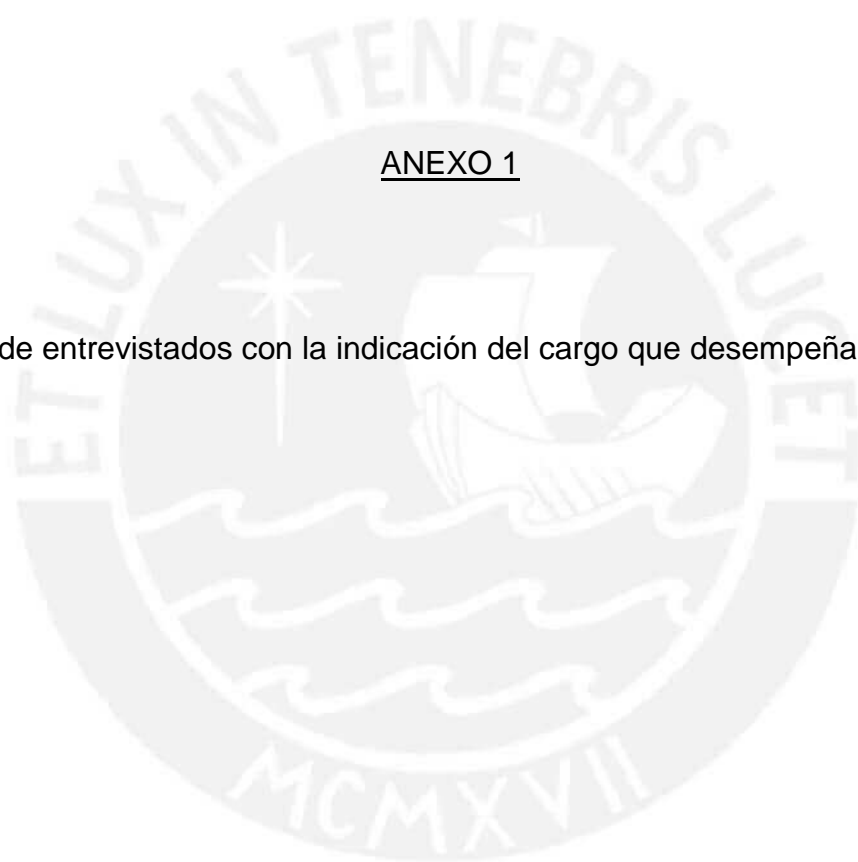 ANEXO 1
de entrevistados con la indicación del cargo que desempeña
ET LUX IN TENEBRIS LUCET
MCMXVII